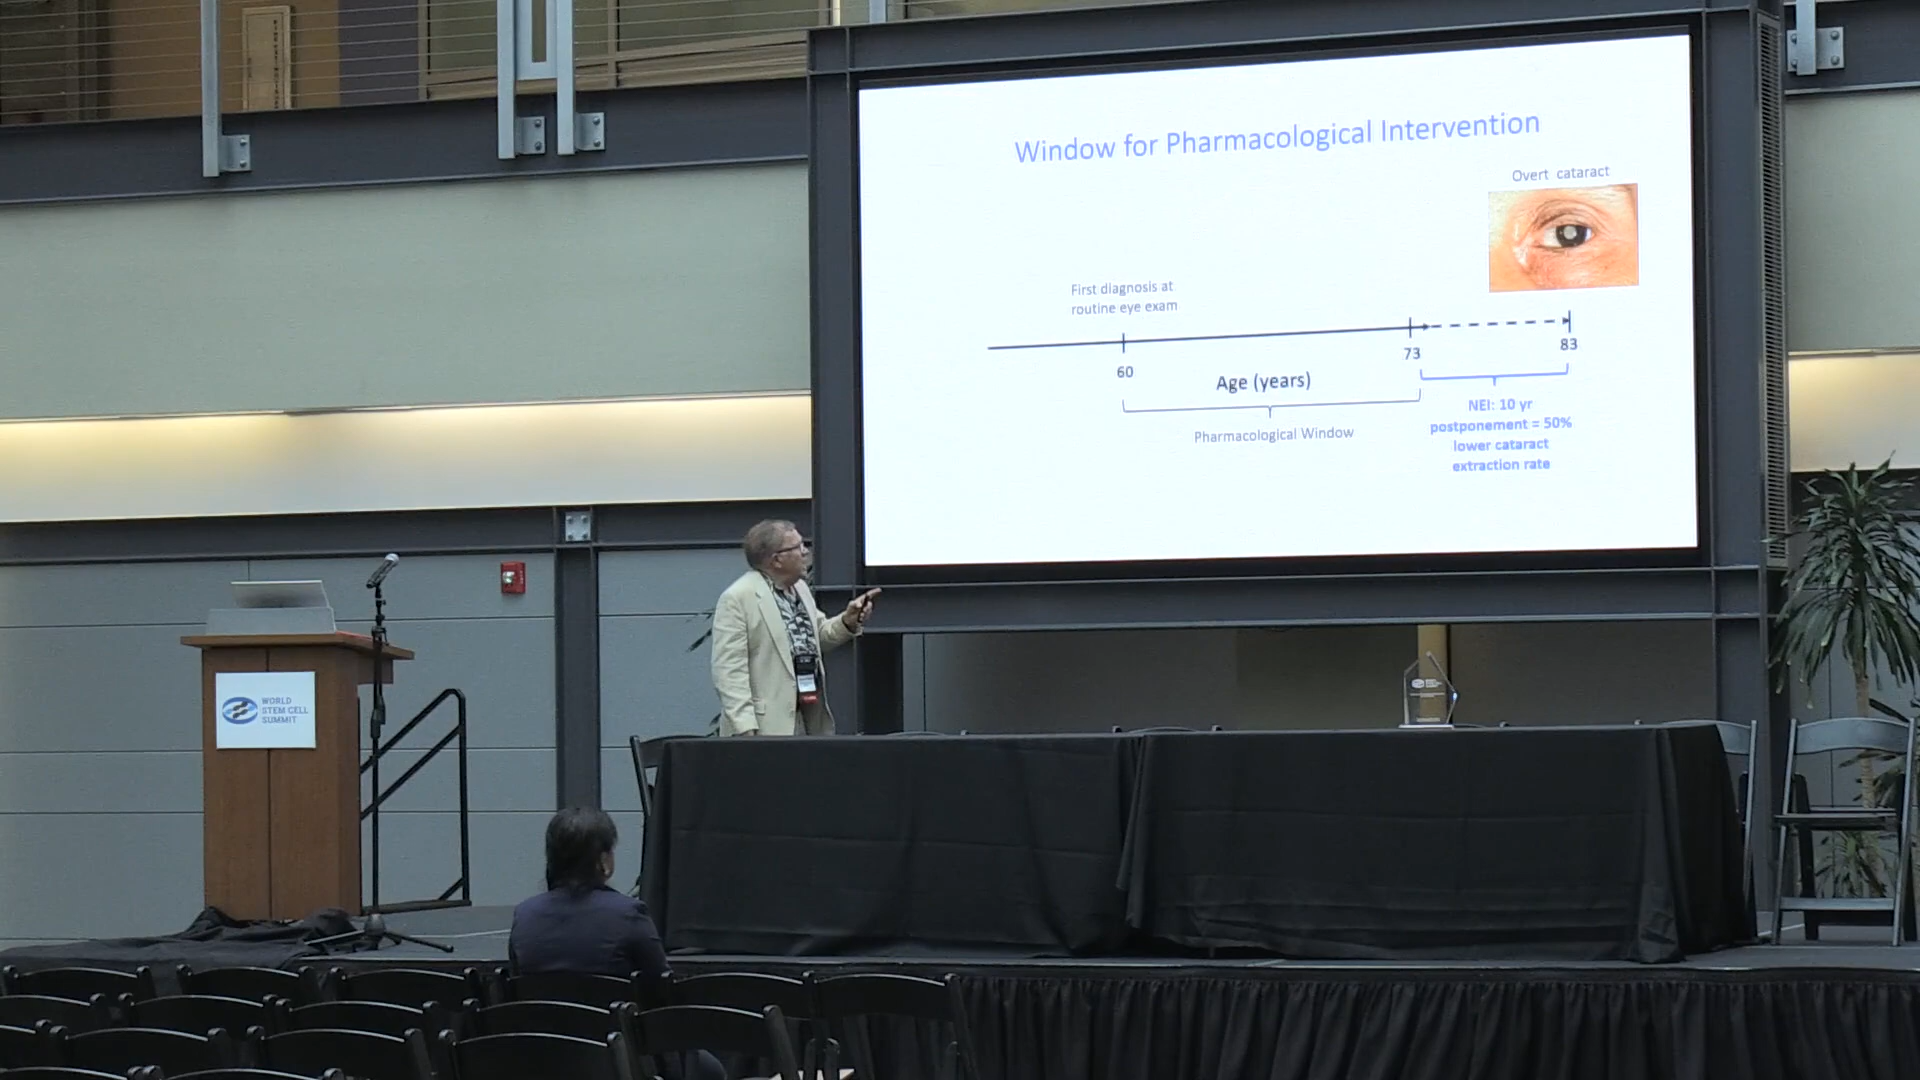 Window for Pharmacological Intervention
Overt cataract
First diagnosis at
routine eye exam
60
73
83
Age (years)
Pharmacological Window
NEI: 10 yr
postponement = 50%
lower cataract
extraction rate
WORLD
STEM CELL
SUMMIT